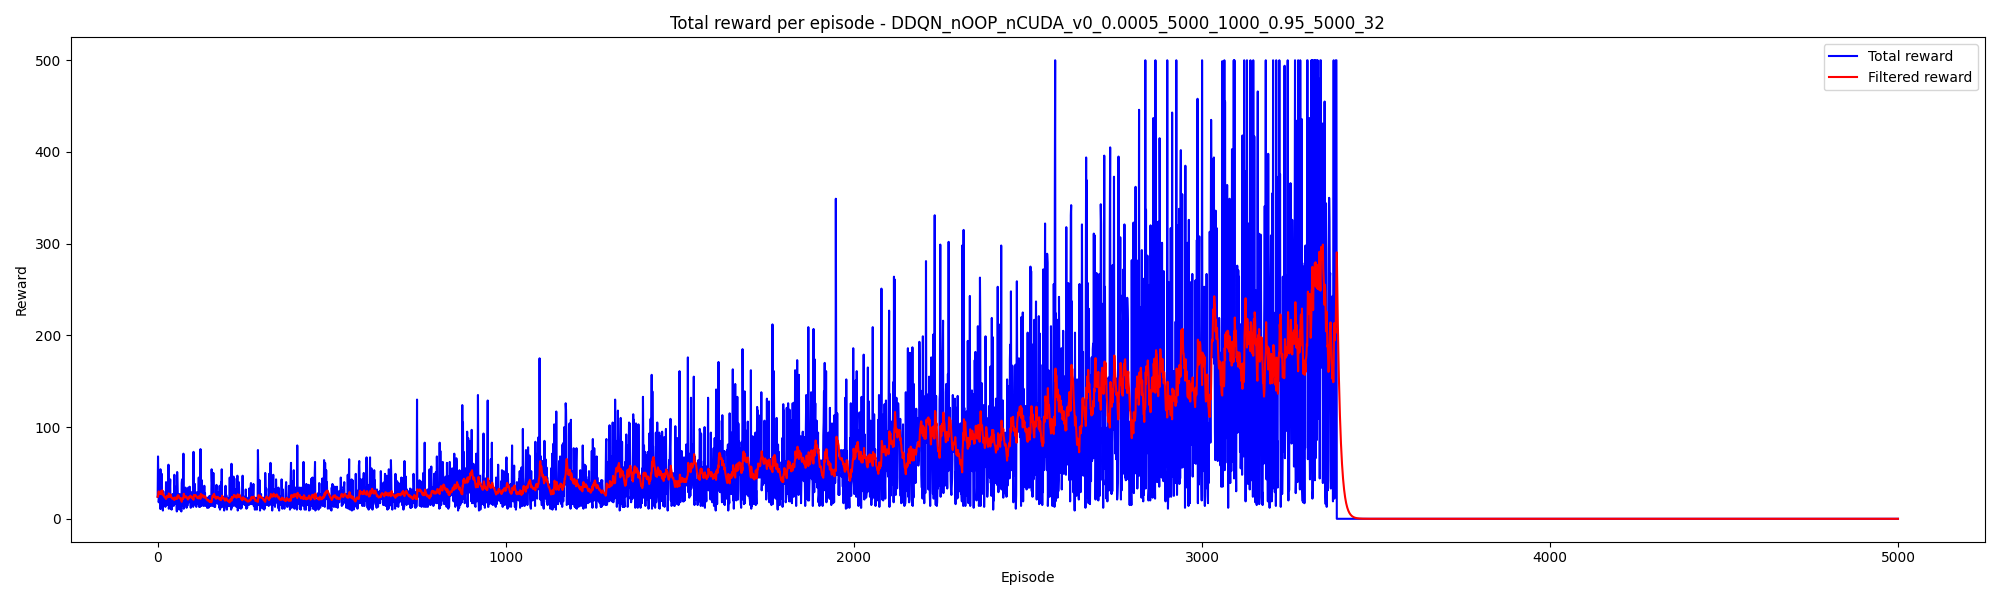 Total reward per episode - DDQN_nOOP_nCUDA_v0_0.0005_5000_1000_0.95_5000_32
Total reward
Filtered reward
Reward
500
400
300
200
100
0
0 1000 2000 3000 4000 5000
Episode